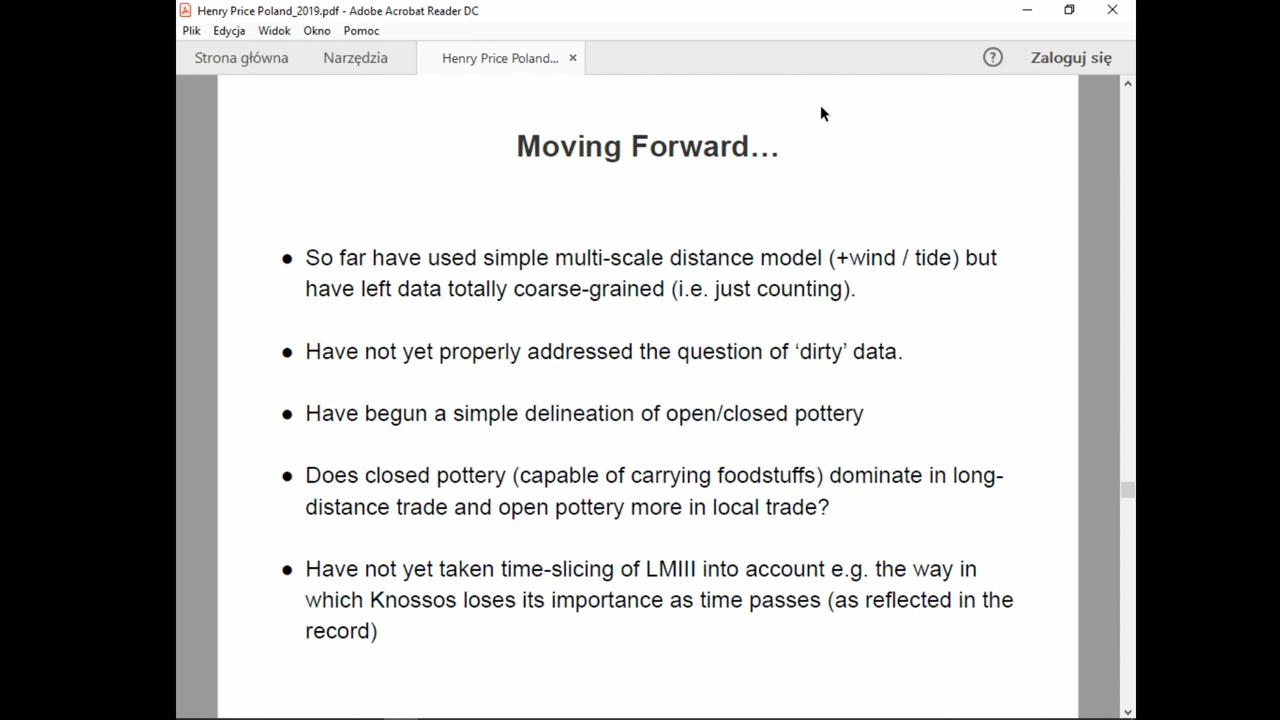 Henry Price Poland_2019.pdf - Adobe Acrobat Reader DC
Plik Edycja Widok Okno Pomoc
Strona główna Narzędzia Henry Price Poland... × ? Zaloguj się
Moving Forward…
● So far have used simple multi-scale distance model (+wind / tide) but
have left data totally coarse-grained (i.e. just counting).
● Have not yet properly addressed the question of ‘dirty’ data.
● Have begun a simple delineation of open/closed pottery
● Does closed pottery (capable of carrying foodstuffs) dominate in long-
distance trade and open pottery more in local trade?
● Have not yet taken time-slicing of LMIII into account e.g. the way in
which Knossos loses its importance as time passes (as reflected in the
record)